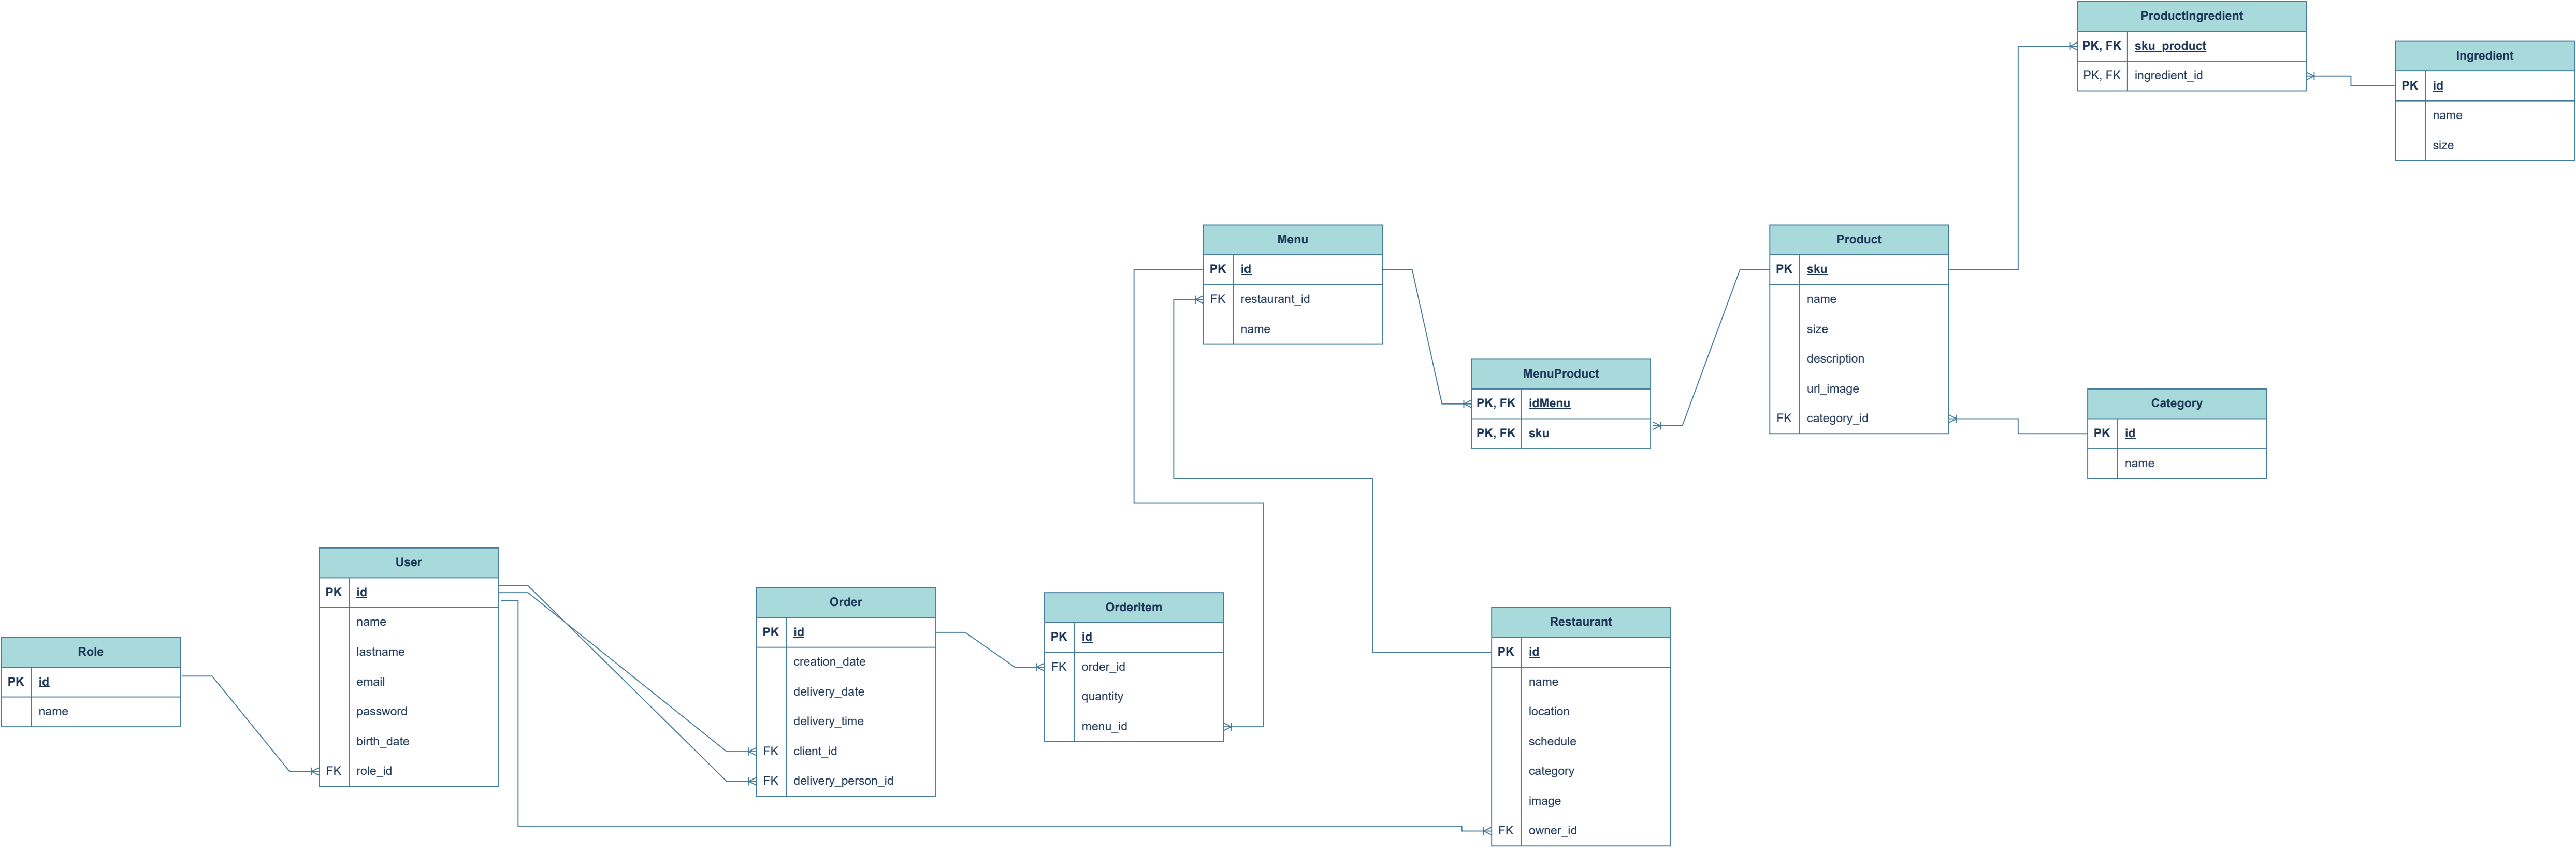 ProductIngredient
PK, FK sku_product
PK, FK ingredient_id
Ingredient
PK id
name
size
Menu
PK id
FK restaurant_id
name
Product
PK sku
name
size
description
url_image
FK category_id
MenuProduct
PK, FK idMenu
PK, FK sku
Category
PK id
name
User
PK id
name
lastname
email
password
birth_date
FK role_id
Order
PK id
creation_date
delivery_date
delivery_time
FK client_id
FK delivery_person_id
OrderItem
PK id
FK order_id
quantity
menu_id
Restaurant
PK id
name
location
schedule
category
image
FK owner_id
Role
PK id
name